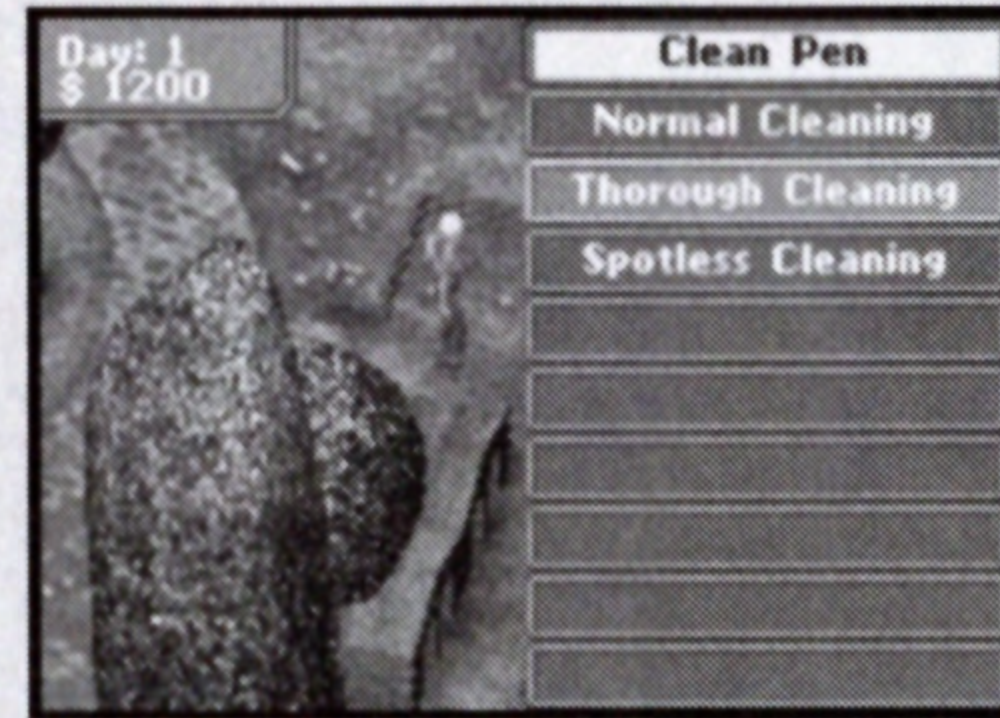 Day: 1
$ 1200
Clean Pen
Normal Cleaning
Thorough Cleaning
Spotless Cleaning